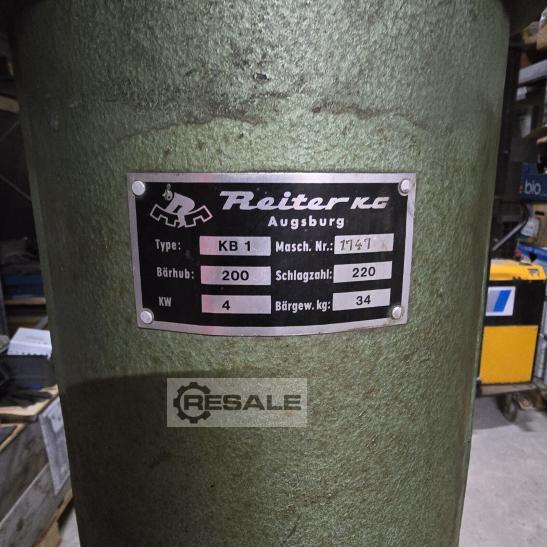 Reiter KG
Augsburg
Type: KB 1 Masch. Nr.: 1747
Bärhub: 200 Schlagzahl: 220
KW 4 Bärgew. kg: 34
RESALE
bio